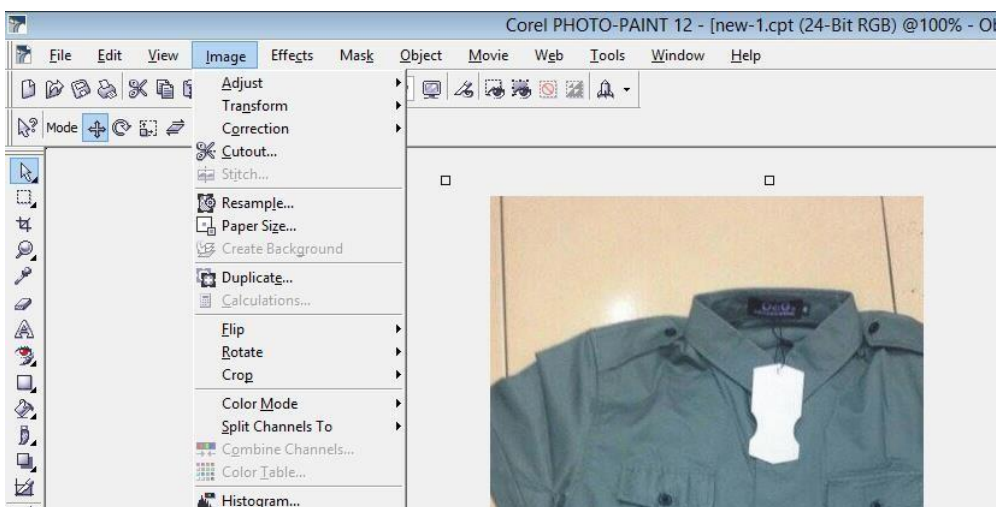 Corel PHOTO-PAINT 12 - [new-1.cpt (24-Bit RGB) @100% - Ob
File Edit View Image Effects Mask Object Movie Web Tools Window Help
Mode
Adjust
Transform
Correction
Cutout...
Stitch...
Resample...
Paper Size...
Create Background
Duplicate...
Calculations...
Flip
Rotate
Crop
Color Mode
Split Channels To
Combine Channels...
Color Table...
Histogram...